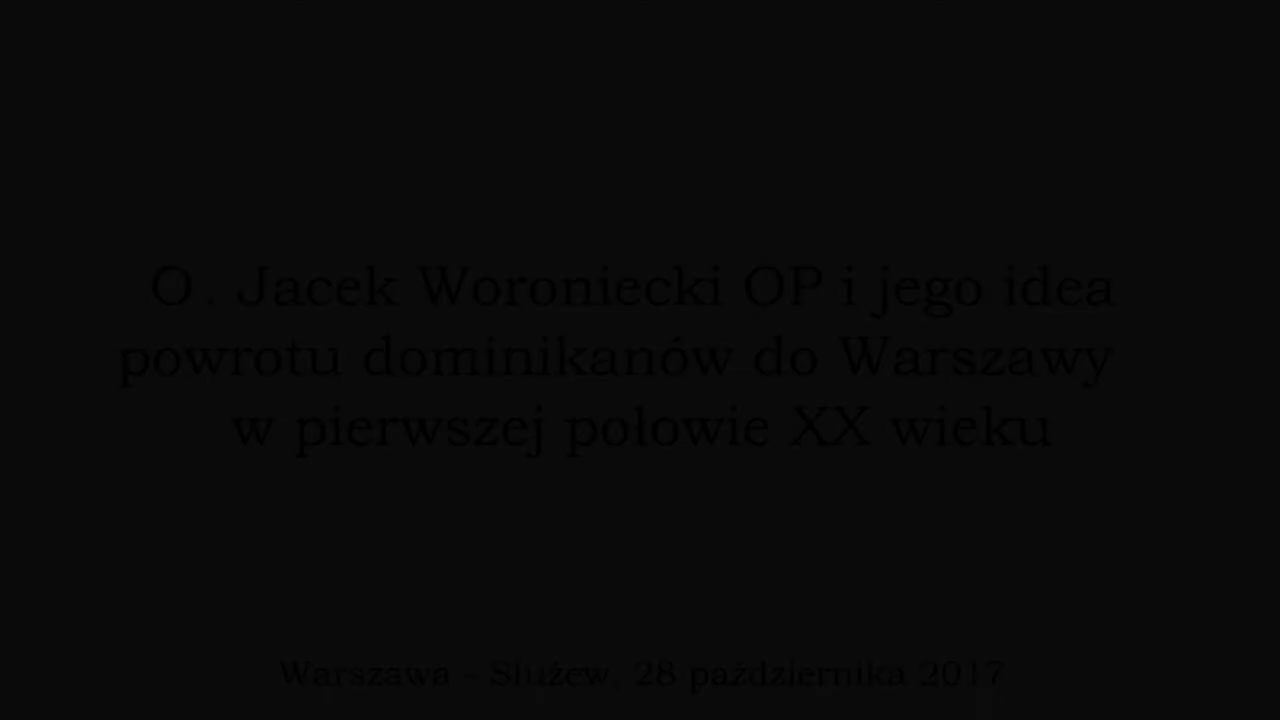 O . Jacek Woroniecki OP i jego idea
powrotu dominikanów do Warszawy
w pierwszej połowie XX wieku
Warszawa - Służew, 28 października 2017